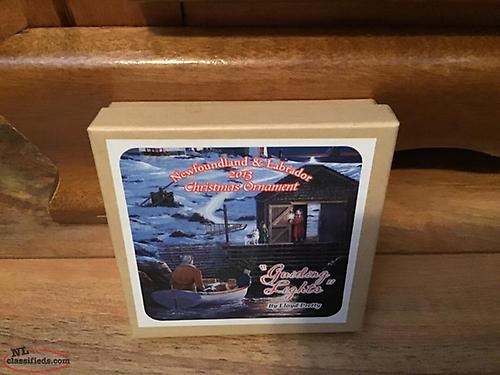 Newfoundland & Labrador
2013
Christmas Ornament
"Guiding
Lights"
By Lloyd Pretty
NL
classifieds.com